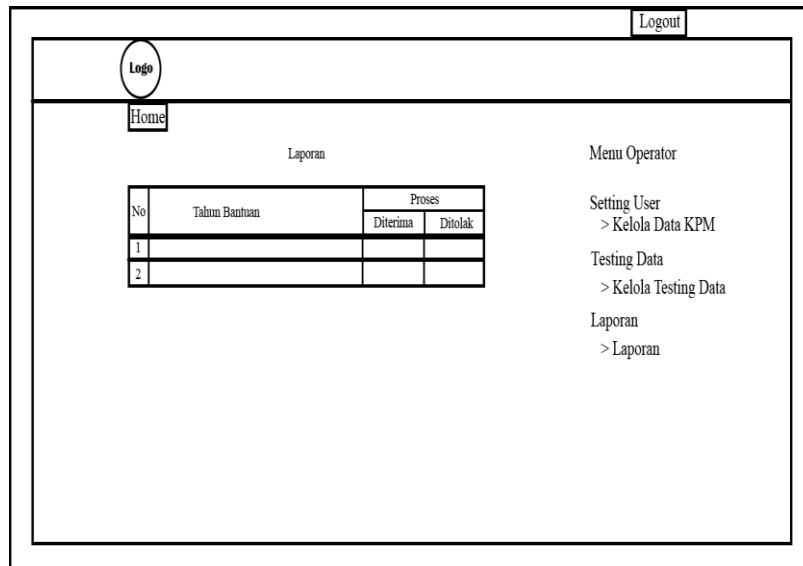 Logout
Logo
Home
Laporan
No
Tahun Bantuan
Proses
Diterima
Ditolak
1
2
Menu Operator
Setting User
> Kelola Data KPM
Testing Data
> Kelola Testing Data
Laporan
> Laporan